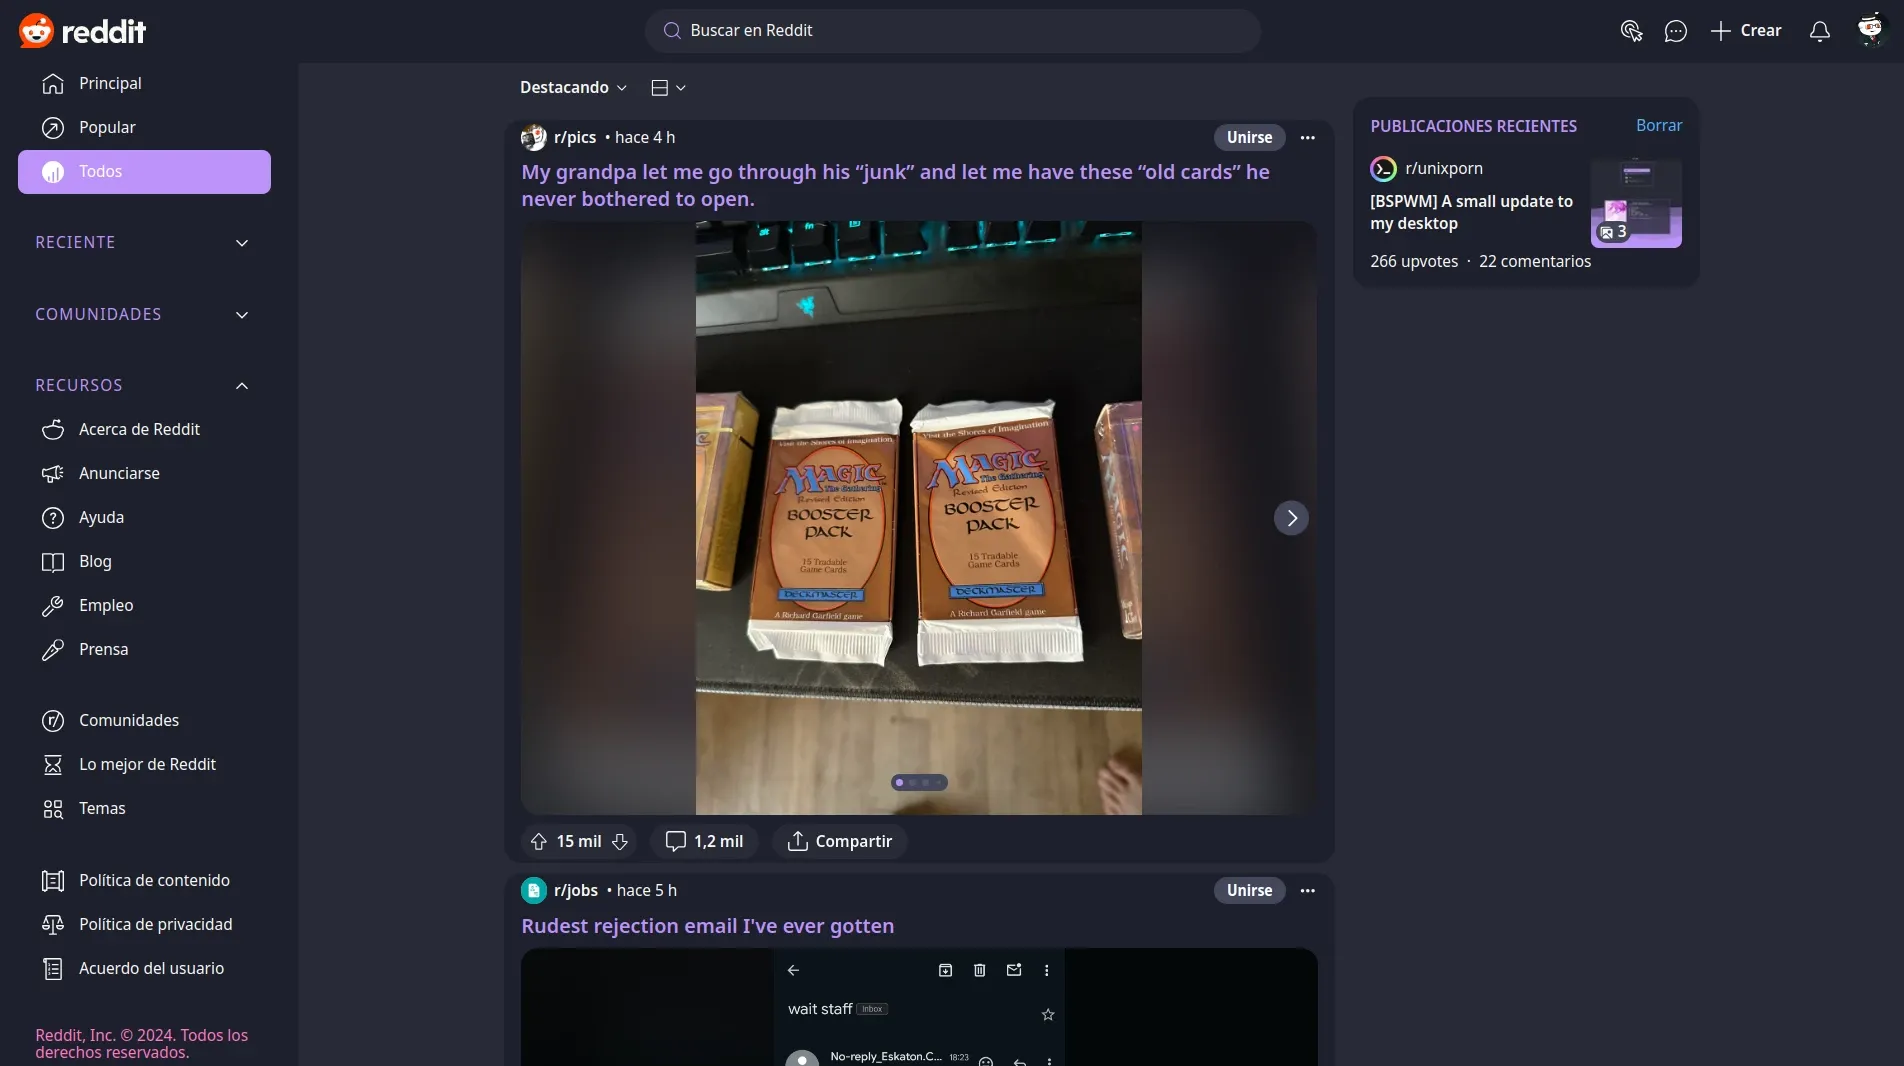 reddit
Buscar en Reddit
Crear
Principal
Popular
Todos
RECIENTE
COMUNIDADES
RECURSOS
Acerca de Reddit
Anunciarse
Ayuda
Blog
Empleo
Prensa
Comunidades
Lo mejor de Reddit
Temas
Política de contenido
Política de privacidad
Acuerdo del usuario
Reddit, Inc. © 2024. Todos los
derechos reservados.
Destacando
r/pics • hace 4 h
Unirse
My grandpa let me go through his “junk” and let me have these “old cards” he
never bothered to open.
alt
fn
Visit the Shores of Imagination
MAGIC
The Gathering
Revised Edition
BOOSTER
PACK
15 Tradable
Game Cards
DECKMASTER
A Richard Garfield game
Visit the Shores of Imagination
MAGIC
The Gathering
Revised Edition
BOOSTER
PACK
15 Tradable
Game Cards
DECKMASTER
A Richard Garfield game
15 mil
1,2 mil
Compartir
r/jobs • hace 5 h
Unirse
Rudest rejection email I've ever gotten
wait staff Inbox
No-reply_Eskaton.C... 18:23
PUBLICACIONES RECIENTES
Borrar
r/unixporn
[BSPWM] A small update to
my desktop
3
266 upvotes · 22 comentarios